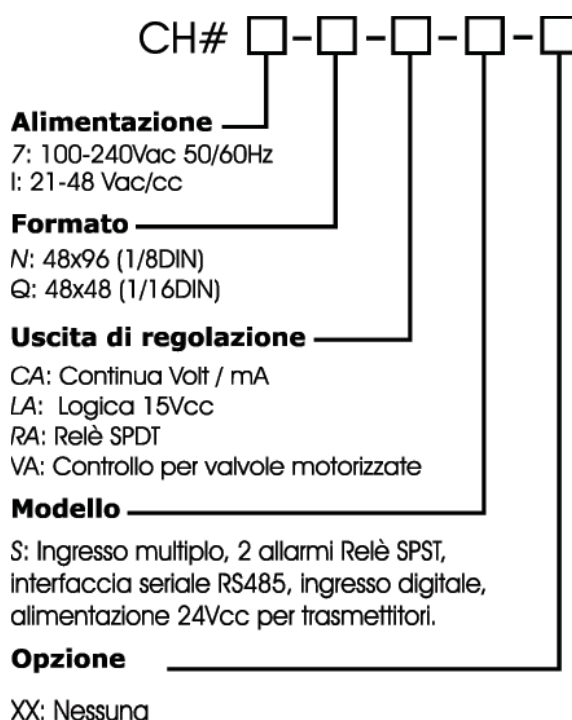 CH# - - - -
Alimentazione
7: 100-240Vac 50/60Hz
I: 21-48 Vac/cc
Formato
N: 48x96 (1/8DIN)
Q: 48x48 (1/16DIN)
Uscita di regolazione
CA: Continua Volt / mA
LA: Logica 15Vcc
RA: Relè SPDT
VA: Controllo per valvole motorizzate
Modello
S: Ingresso multiplo, 2 allarmi Relè SPST,
interfaccia seriale RS485, ingresso digitale,
alimentazione 24Vcc per trasmettitori.
Opzione
XX: Nessuna